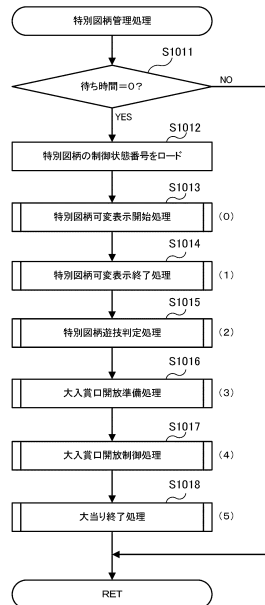 特別図柄管理処理
S1011
待ち時間=0?
NO
YES
S1012
特別図柄の制御状態番号をロード
S1013
特別図柄可変表示開始処理
(0)
S1014
特別図柄可変表示終了処理
(1)
S1015
特別図柄遊技判定処理
(2)
S1016
大入賞口開放準備処理
(3)
S1017
大入賞口開放制御処理
(4)
S1018
大当り終了処理
(5)
RET